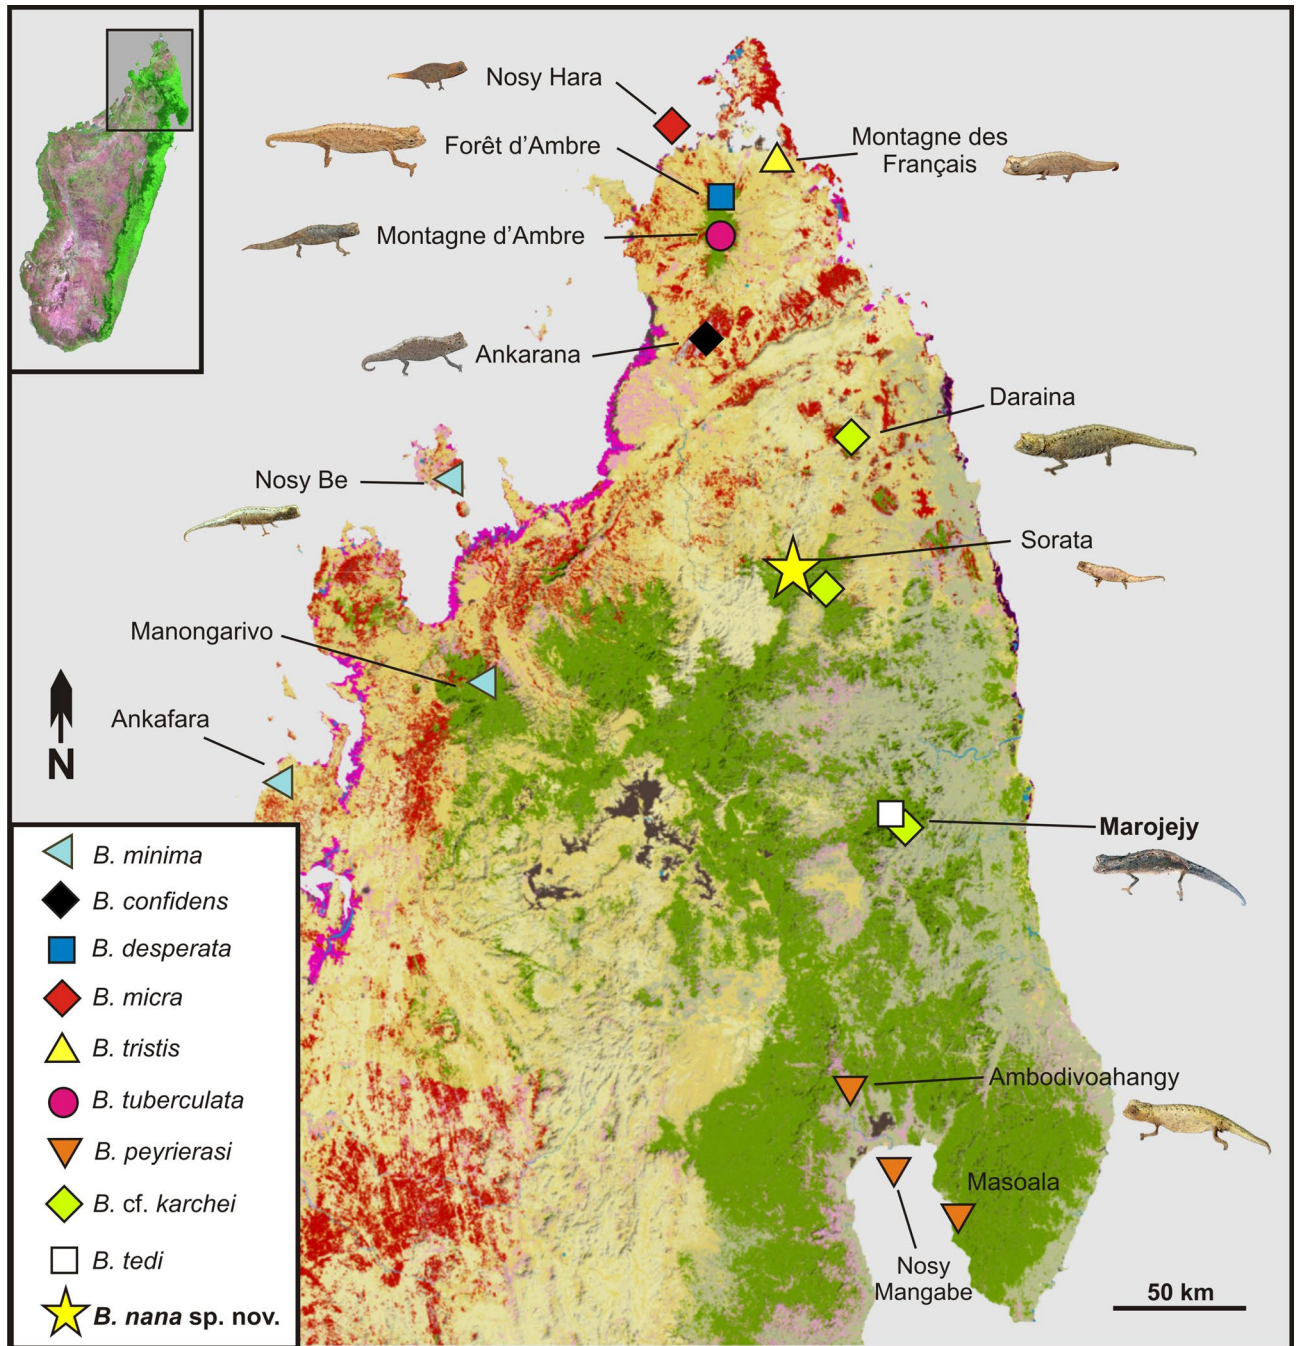 Nosy Hara
Forêt d'Ambre
Montagne des
Français
Montagne d'Ambre
Ankarana
Daraina
Nosy Be
Sorata
Manongarivo
Ankafara
N
Marojejy
B. minima
B. confidens
B. desperata
B. micra
B. tristis
B. tuberculata
B. peyrierasi
B. cf. karchei
B. tedi
B. nana sp. nov.
Ambodivoahangy
Masoala
Nosy
Mangabe
50 km